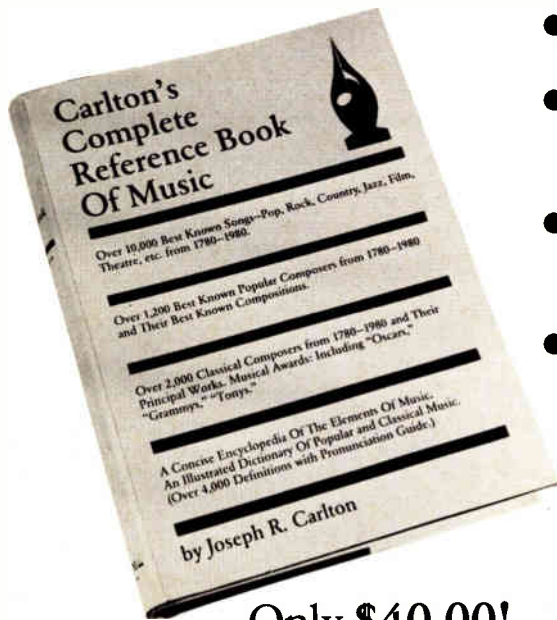 Carlton's
Complete
Reference Book
Of Music
Over 10,000 Best Known Songs—Pop, Rock, Country, Jazz, Film,
Theatre, etc. from 1780–1980.
Over 1,200 Best Known Popular Composers from 1780–1980
and Their Best Known Compositions.
Over 2,000 Classical Composers from 1780–1980 and Their
Principal Works. Musical Awards: Including "Oscars,"
"Grammys," "Tonys,"
A Concise Encyclopedia Of The Elements Of Music.
An Illustrated Dictionary Of Popular and Classical Music.
(Over 4,000 Definitions with Pronunciation Guide.)
by Joseph R. Carlton
Only $40.00!